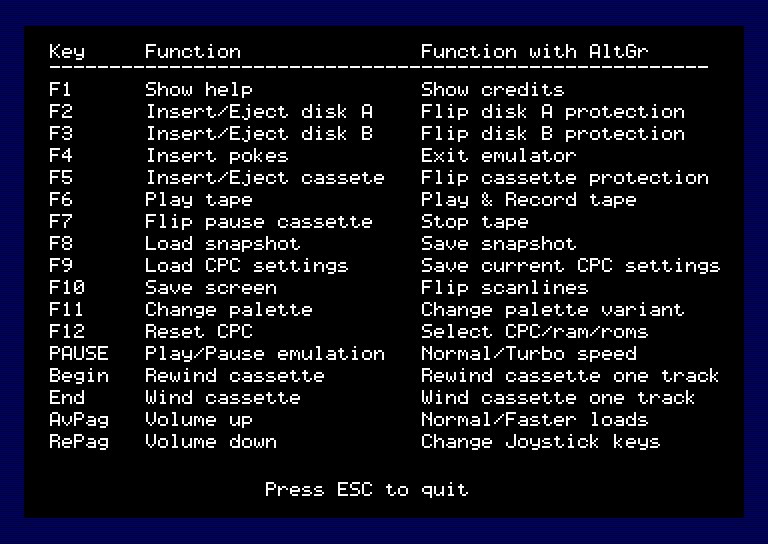 Key Function Function with AltGr
F1 Show help Show credits
F2 Insert/Eject disk A Flip disk A protection
F3 Insert/Eject disk B Flip disk B protection
F4 Insert pokes Exit emulator
F5 Insert/Eject cassete Flip cassette protection
F6 Play tape Play & Record tape
F7 Flip pause cassette Stop tape
F8 Load snapshot Save snapshot
F9 Load CPC settings Save current CPC settings
F10 Save screen Flip scanlines
F11 Change palette Change palette variant
F12 Reset CPC Select CPC/ram/roms
PAUSE Play/Pause emulation Normal/Turbo speed
Begin Rewind cassette Rewind cassette one track
End Wind cassette Wind cassette one track
AvPag Volume up Normal/Faster loads
RePag Volume down Change Joystick keys
Press ESC to quit